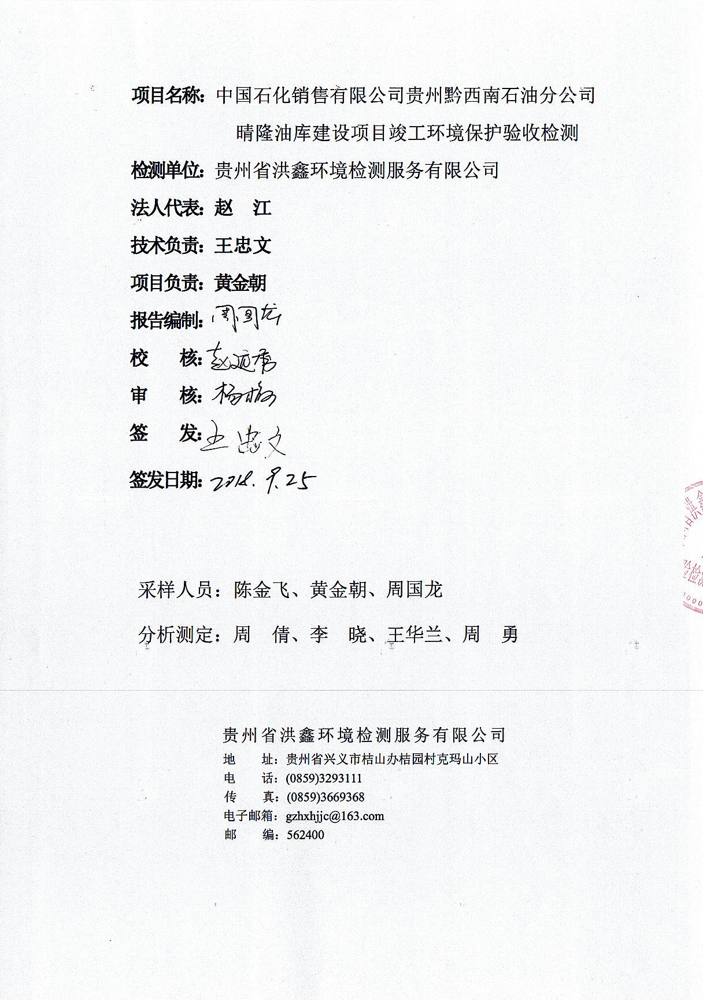 项目名称：中国石化销售有限公司贵州黔西南石油分公司
晴隆油库建设项目竣工环境保护验收检测
检测单位：贵州省洪鑫环境检测服务有限公司
法人代表：赵　江
技术负责：王忠文
项目负责：黄金朝
报告编制：周国龙
校　核：
审　核：
签　发：王忠文
签发日期：2018.9.25
采样人员：陈金飞、黄金朝、周国龙
分析测定：周　倩、李　晓、王华兰、周　勇
贵州省洪鑫环境检测服务有限公司
地　址：贵州省兴义市桔山办桔园村克玛山小区
电　话：(0859)3293111
传　真：(0859)3669368
电子邮箱：gzhxhjjc@163.com
邮　编：562400